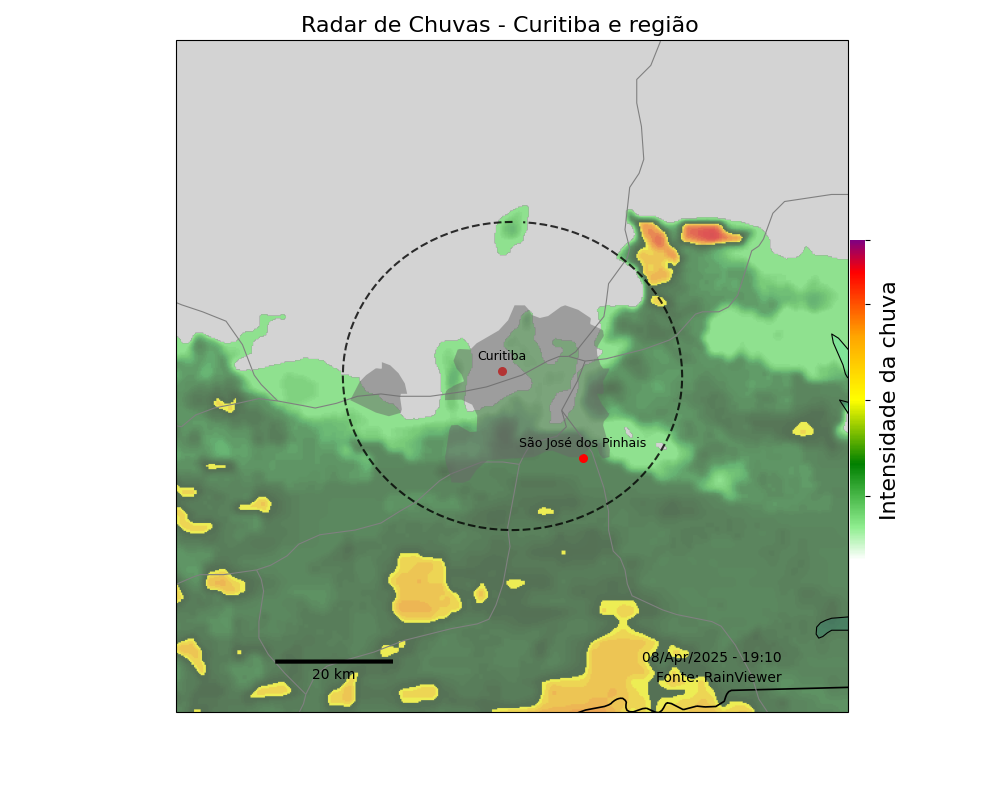 Radar de Chuvas - Curitiba e região
Curitiba
São José dos Pinhais
Intensidade da chuva
08/Apr/2025 - 19:10
20 km
Fonte: RainViewer